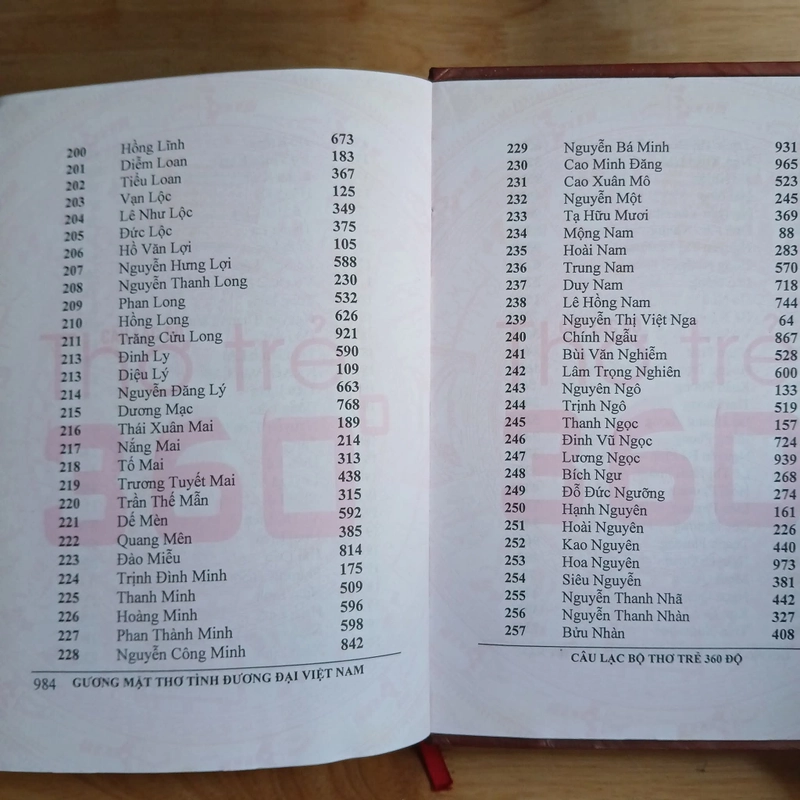 200 Hồng Lĩnh 673
201 Diễm Loan 183
202 Tiểu Loan 367
203 Vạn Lộc 125
204 Lê Như Lộc 349
205 Đức Lộc 375
206 Hồ Văn Lợi 105
207 Nguyễn Hưng Lợi 588
208 Nguyễn Thanh Long 230
209 Phan Long 532
210 Hồng Long 626
211 Trăng Cửu Long 921
213 Đinh Ly 590
213 Diệu Lý 109
214 Nguyễn Đăng Lý 663
215 Dương Mạc 768
216 Thái Xuân Mai 189
217 Nắng Mai 214
218 Tố Mai 313
219 Trương Tuyết Mai 438
220 Trần Thế Mẫn 315
221 Dế Mèn 592
222 Quang Mên 385
223 Đào Miễu 814
224 Trịnh Đình Minh 175
225 Thanh Minh 509
226 Hoàng Minh 596
227 Phan Thành Minh 598
228 Nguyễn Công Minh 842
984 GƯƠNG MẶT THƠ TÌNH ĐƯƠNG ĐẠI VIỆT NAM
Thơ trẻ
360°
229 Nguyễn Bá Minh 931
230 Cao Minh Đăng 965
231 Cao Xuân Mô 523
232 Nguyễn Một 245
233 Tạ Hữu Mươi 369
234 Mộng Nam 88
235 Hoài Nam 283
236 Trung Nam 570
237 Duy Nam 718
238 Lê Hồng Nam 744
239 Nguyễn Thị Việt Nga 64
240 Chính Ngẫu 867
241 Bùi Văn Nghiễm 528
242 Lâm Trọng Nghiên 600
243 Nguyên Ngô 133
244 Trịnh Ngô 519
245 Thanh Ngọc 157
246 Đinh Vũ Ngọc 724
247 Lương Ngọc 939
248 Bích Ngư 268
249 Đỗ Đức Ngưỡng 274
250 Hạnh Nguyên 161
251 Hoài Nguyên 226
252 Kao Nguyên 440
253 Hoa Nguyên 973
254 Siêu Nguyễn 381
255 Nguyễn Thanh Nhã 442
256 Nguyễn Thanh Nhàn 327
257 Bửu Nhàn 408
CÂU LẠC BỘ THƠ TRẺ 360 ĐỘ
Thơ trẻ
360°